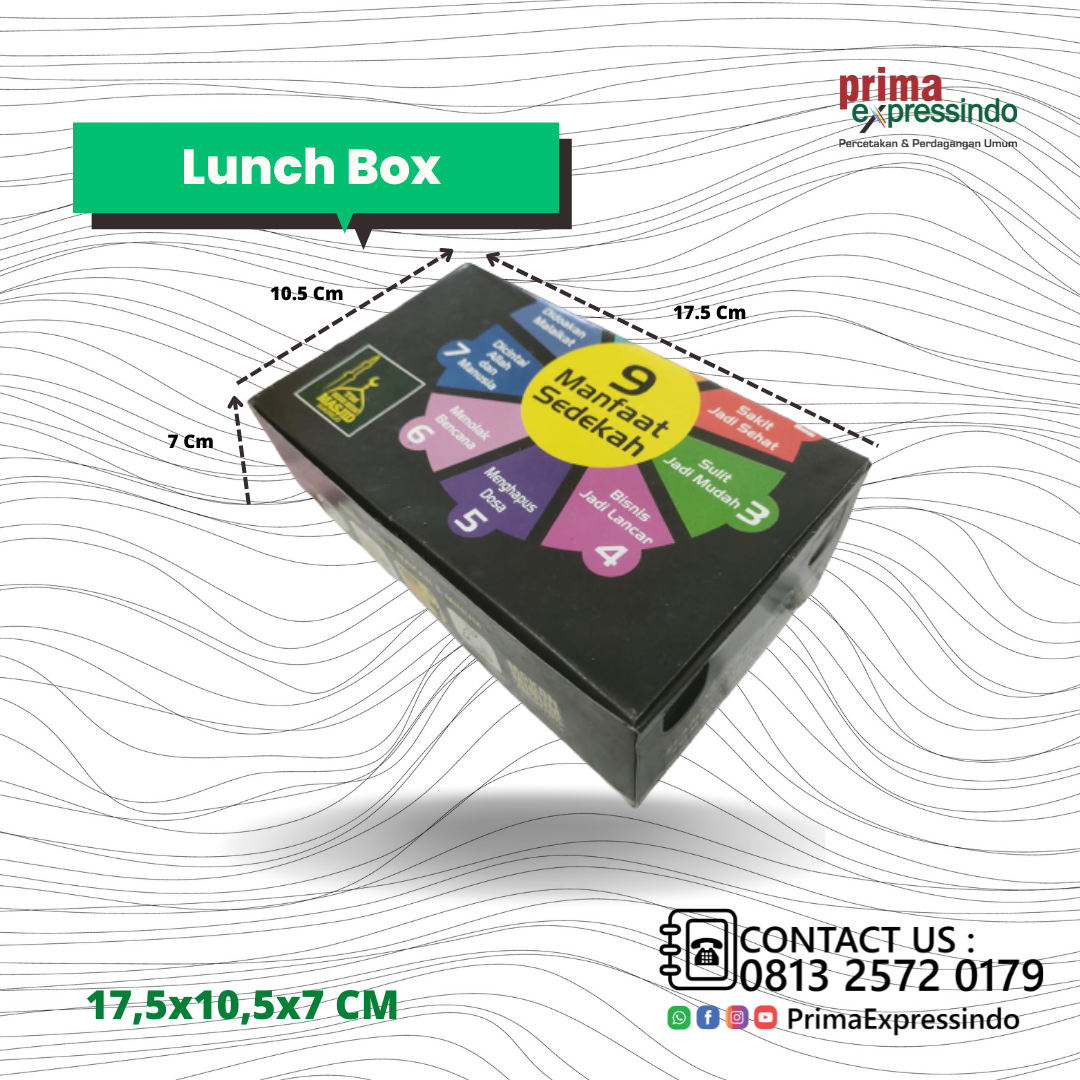 prima
expressindo
Percetakan & Perdagangan Umum
Lunch Box
10.5 Cm
17.5 Cm
7 Cm
Didoakan
Malaikat
7
Dicintai
Allah
dan
Manusia
9
Manfaat
Sedekah
Sakit
Jadi Sehat
MASJID
6
Menolak
Bencana
Sulit
Jadi Mudah
3
5
Menghapus
Dosa
Bisnis
Jadi Lancar
4
CONTACT US :
0813 2572 0179
PrimaExpressindo
17,5x10,5x7 CM